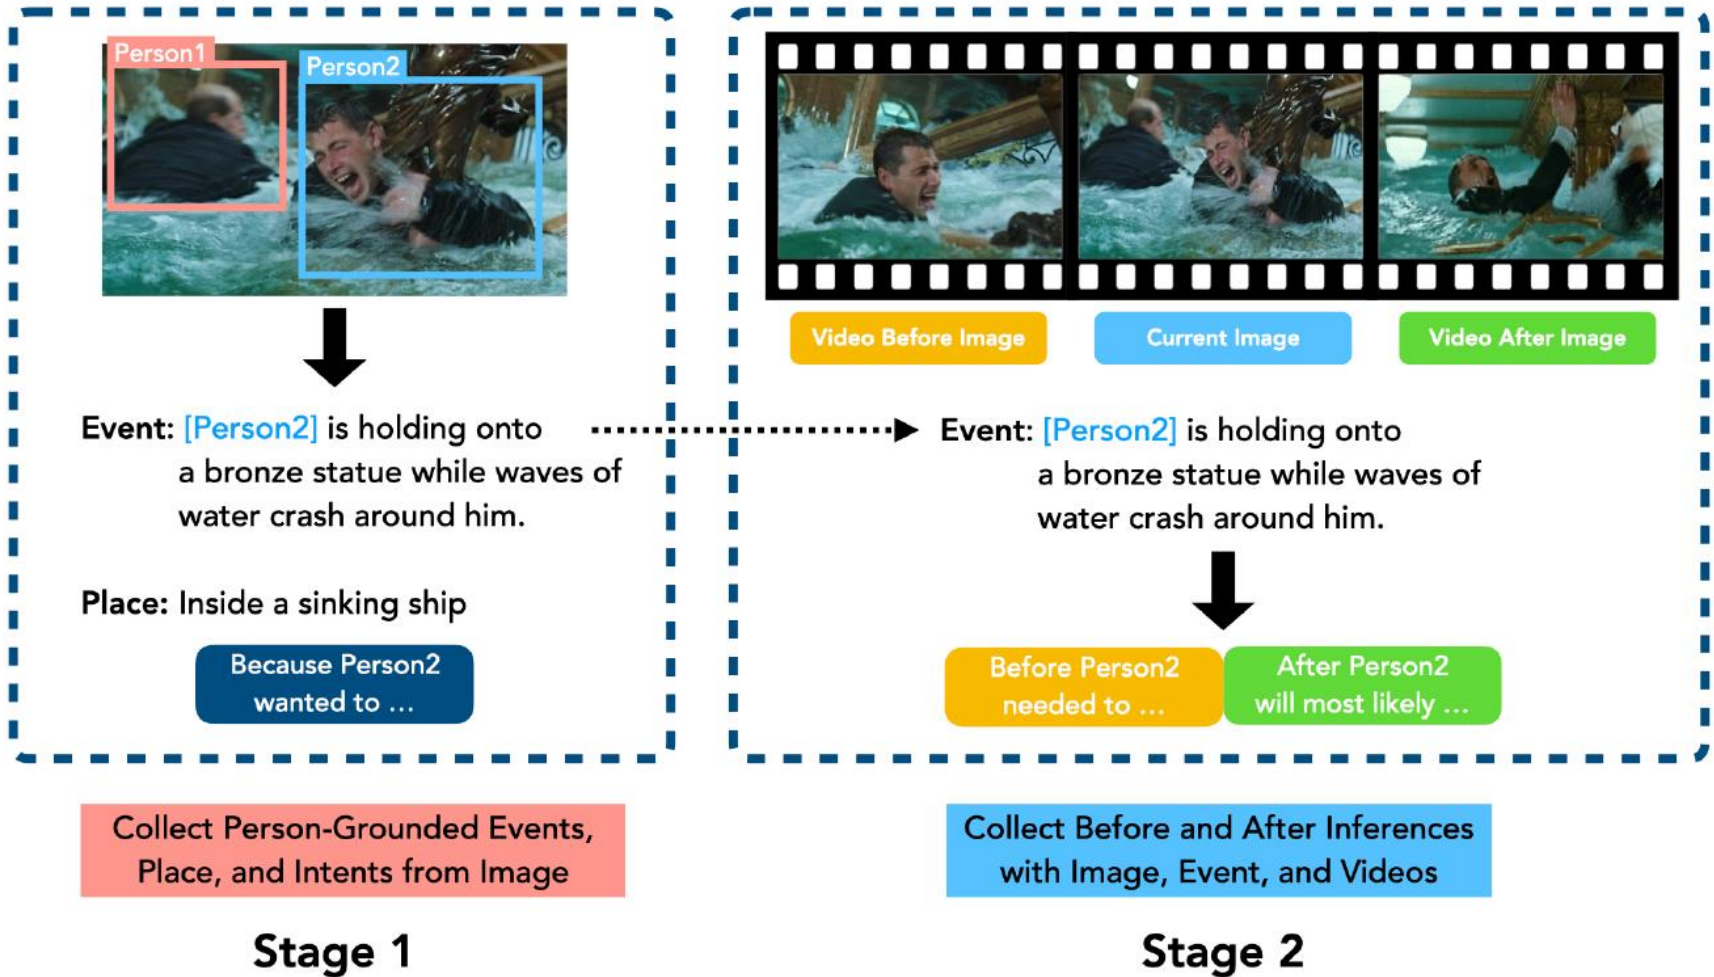 Person1
Person2
Event: [Person2] is holding onto
a bronze statue while waves of
water crash around him.
Place: Inside a sinking ship
Because Person2
wanted to ...
Collect Person-Grounded Events,
Place, and Intents from Image
Stage 1
Video Before Image
Current Image
Video After Image
Event: [Person2] is holding onto
a bronze statue while waves of
water crash around him.
Before Person2
needed to ...
After Person2
will most likely ...
Collect Before and After Inferences
with Image, Event, and Videos
Stage 2